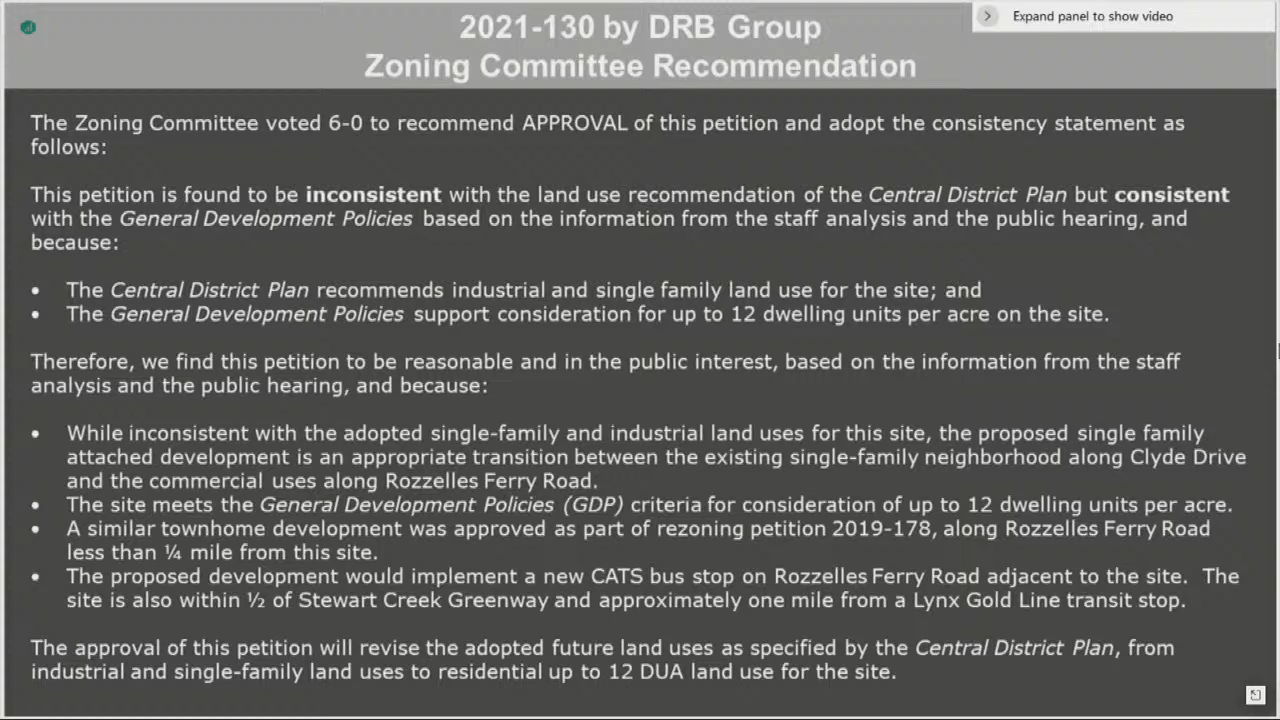 2021-130 by DRB Group
Expand panel to show video
Zoning Committee Recommendation
The Zoning Committee voted 6-0 to recommend APPROVAL of this petition and adopt the consistency statement as
follows:
This petition is found to be inconsistent with the land use recommendation of the Central District Plan but consistent
with the General Development Policies based on the information from the staff analysis and the public hearing, and
because:
• The Central District Plan recommends industrial and single family land use for the site; and
• The General Development Policies support consideration for up to 12 dwelling units per acre on the site.
Therefore, we find this petition to be reasonable and in the public interest, based on the information from the staff
analysis and the public hearing, and because:
• While inconsistent with the adopted single-family and industrial land uses for this site, the proposed single family
attached development is an appropriate transition between the existing single-family neighborhood along Clyde Drive
and the commercial uses along Rozzelles Ferry Road.
• The site meets the General Development Policies (GDP) criteria for consideration of up to 12 dwelling units per acre.
• A similar townhome development was approved as part of rezoning petition 2019-178, along Rozzelles Ferry Road
less than ¼ mile from this site.
• The proposed development would implement a new CATS bus stop on Rozzelles Ferry Road adjacent to the site. The
site is also within ½ of Stewart Creek Greenway and approximately one mile from a Lynx Gold Line transit stop.
The approval of this petition will revise the adopted future land uses as specified by the Central District Plan, from
industrial and single-family land uses to residential up to 12 DUA land use for the site.